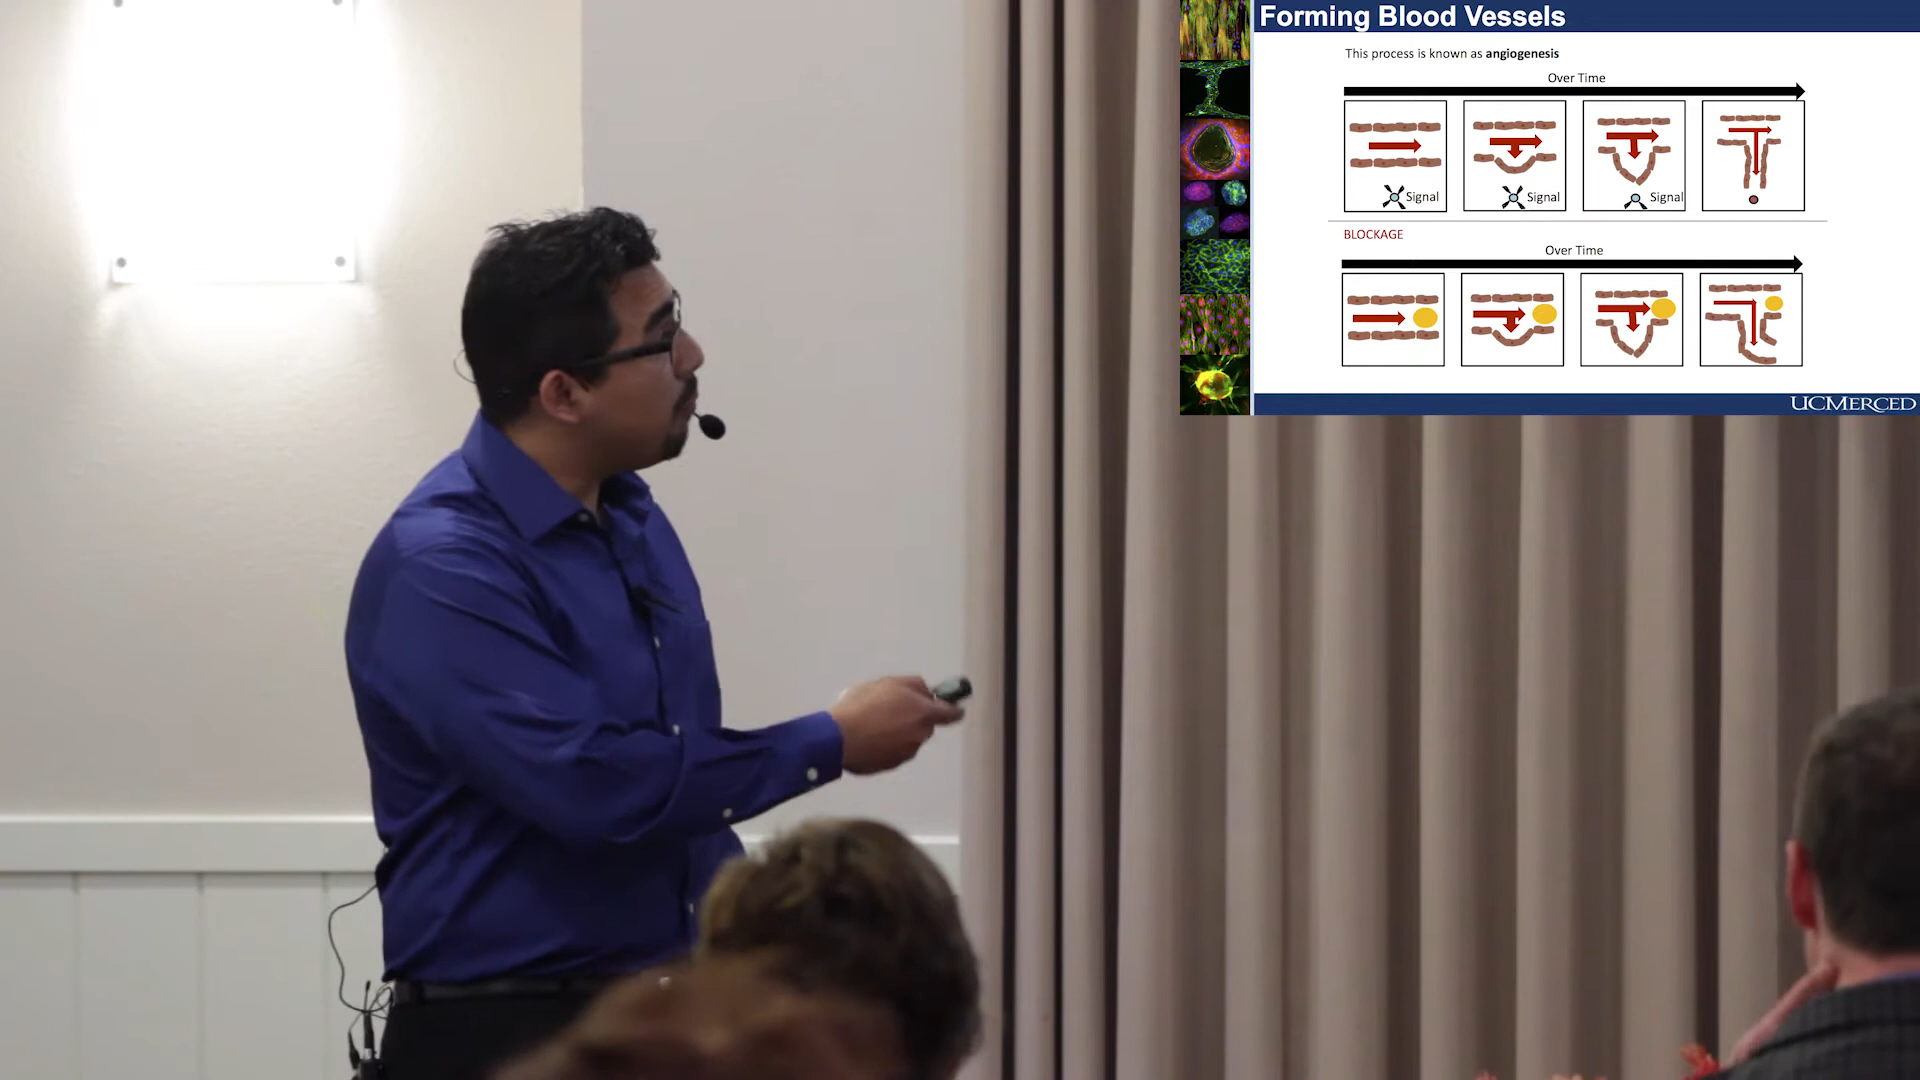 Forming Blood Vessels
This process is known as angiogenesis
Over Time
Signal
Signal
Signal
BLOCKAGE
Over Time
UCMERCED